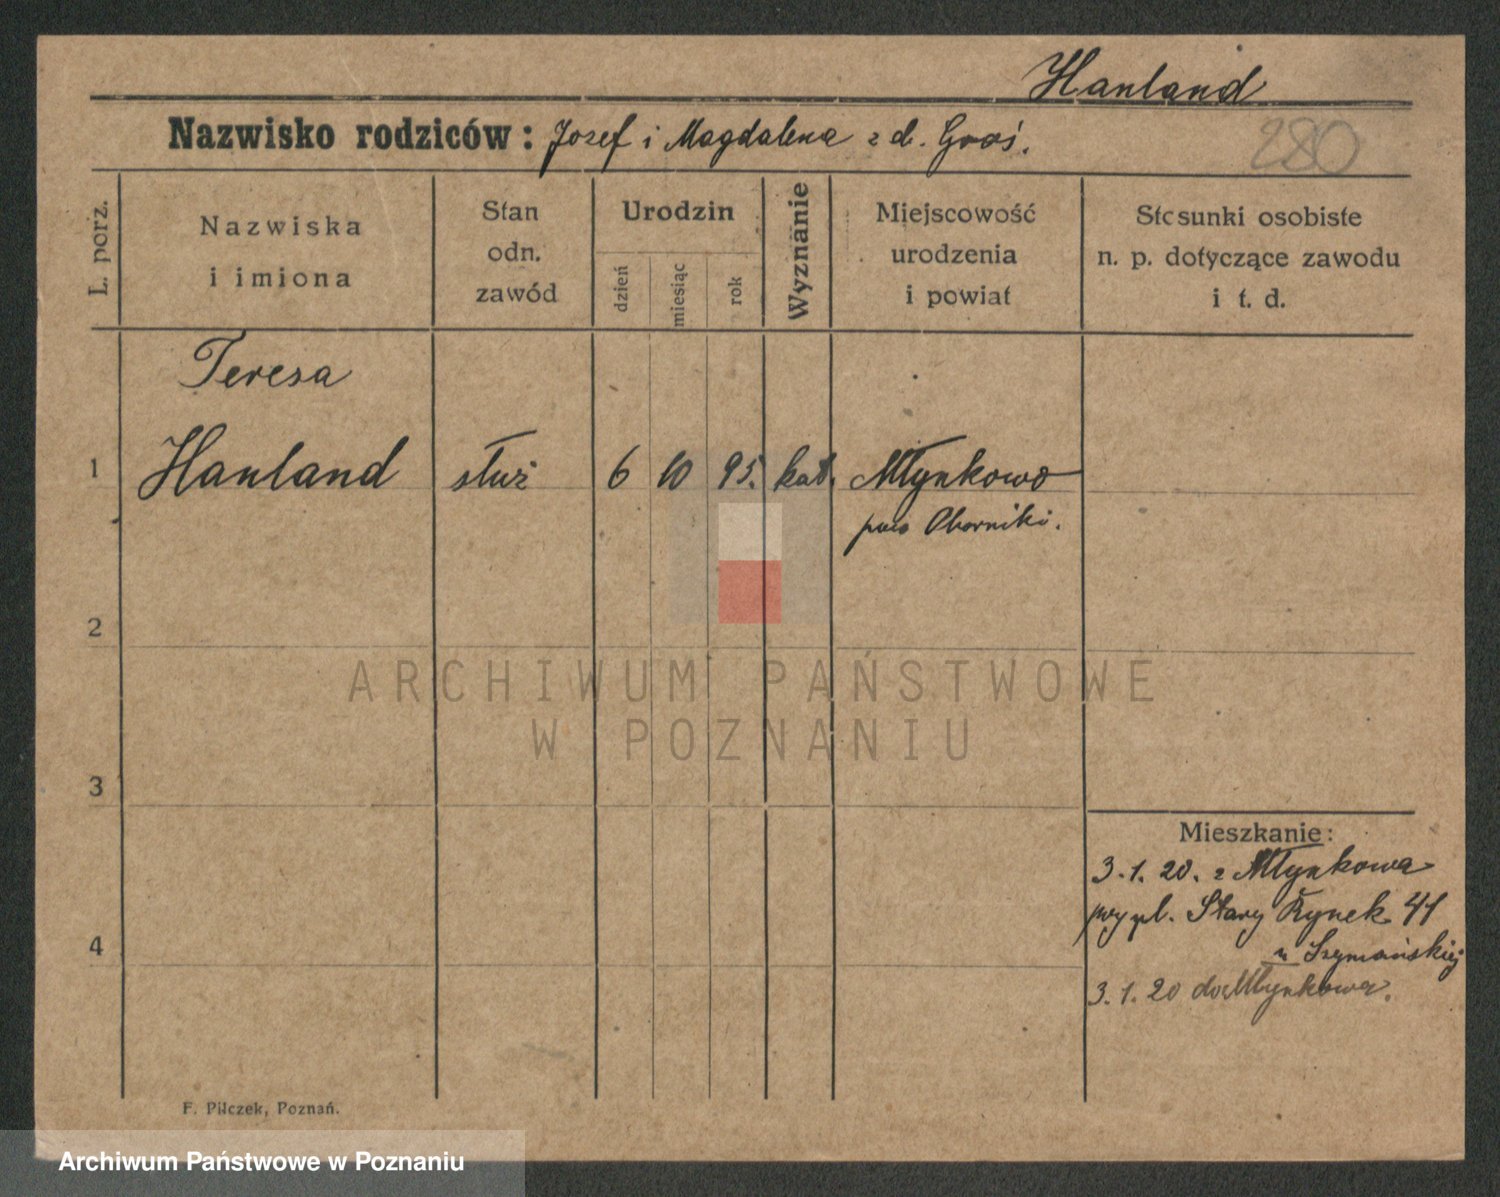 Hanland
Nazwisko rodziców: Jozef i Magdalena z d. Groś.
280
L. porz.
Nazwiska
i imiona
Stan
odn.
zawód
Urodzin
dzień
miesiąc
rok
Wyznanie
Miejscowość
urodzenia
i powiat
Stosunki osobiste
n. p. dotyczące zawodu
i t. d.
Teresa
1 Hanland służ 6 10 95. kat. Młynkowo
pow Oborniki.
2
3
4
Mieszkanie:
3.1.20. z Młynkowa
przy pl. Stary Rynek 41
u Szymańskiej
3.1.20 do Młynkowa.
F. Pilczek, Poznań.
ARCHIWUM PAŃSTWOWE
W POZNANIU
Archiwum Państwowe w Poznaniu